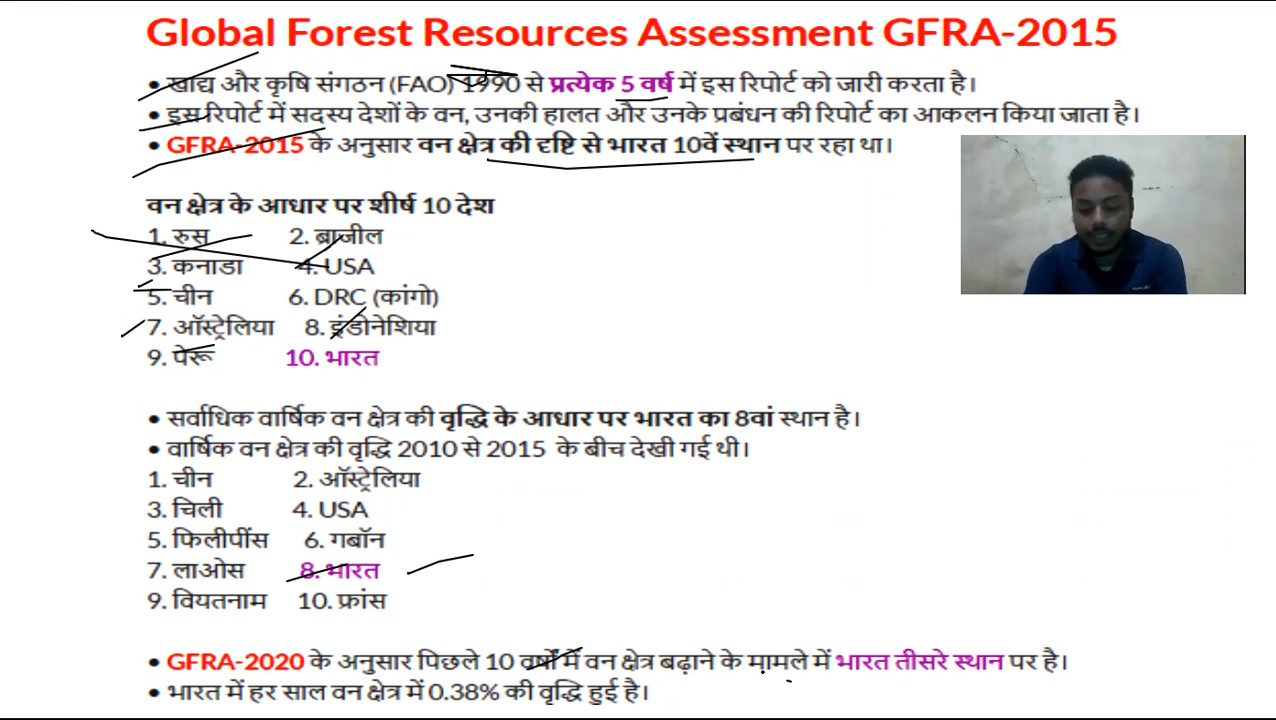 Global Forest Resources Assessment GFRA-2015
• खाद्य और कृषि संगठन (FAO) 1990 से प्रत्येक 5 वर्ष में इस रिपोर्ट को जारी करता है।
• इस रिपोर्ट में सदस्य देशों के वन, उनकी हालत और उनके प्रबंधन की रिपोर्ट का आकलन किया जाता है।
• GFRA-2015 के अनुसार वन क्षेत्र की दृष्टि से भारत 10वें स्थान पर रहा था।
वन क्षेत्र के आधार पर शीर्ष 10 देश
1. रुस 2. ब्राजील
3. कनाडा 4. USA
5. चीन 6. DRC (कांगो)
7. ऑस्ट्रेलिया 8. इंडोनेशिया
9. पेरू 10. भारत
• सर्वाधिक वार्षिक वन क्षेत्र की वृद्धि के आधार पर भारत का 8वां स्थान है।
• वार्षिक वन क्षेत्र की वृद्धि 2010 से 2015 के बीच देखी गई थी।
1. चीन 2. ऑस्ट्रेलिया
3. चिली 4. USA
5. फिलीपींस 6. गबॉन
7. लाओस 8. भारत
9. वियतनाम 10. फ्रांस
• GFRA-2020 के अनुसार पिछले 10 वर्षों में वन क्षेत्र बढ़ाने के मामले में भारत तीसरे स्थान पर है।
• भारत में हर साल वन क्षेत्र में 0.38% की वृद्धि हुई है।